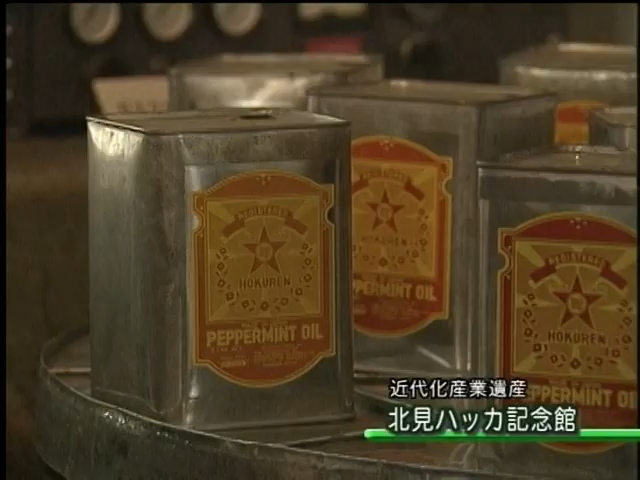 REGISTERED
HOKUREN
PEPPERMINT OIL
HOKUREN
PEPPERMINT OIL
REGISTERED
HOKUREN
PEPPERMINT OIL
近代化産業遺産
北見ハッカ記念館